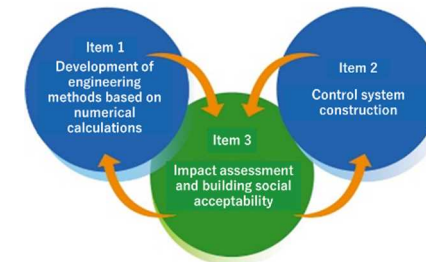 Item 1
Development of
engineering
methods based on
numerical
calculations
Item 2
Control system
construction
Item 3
Impact assessment
and building social
acceptability